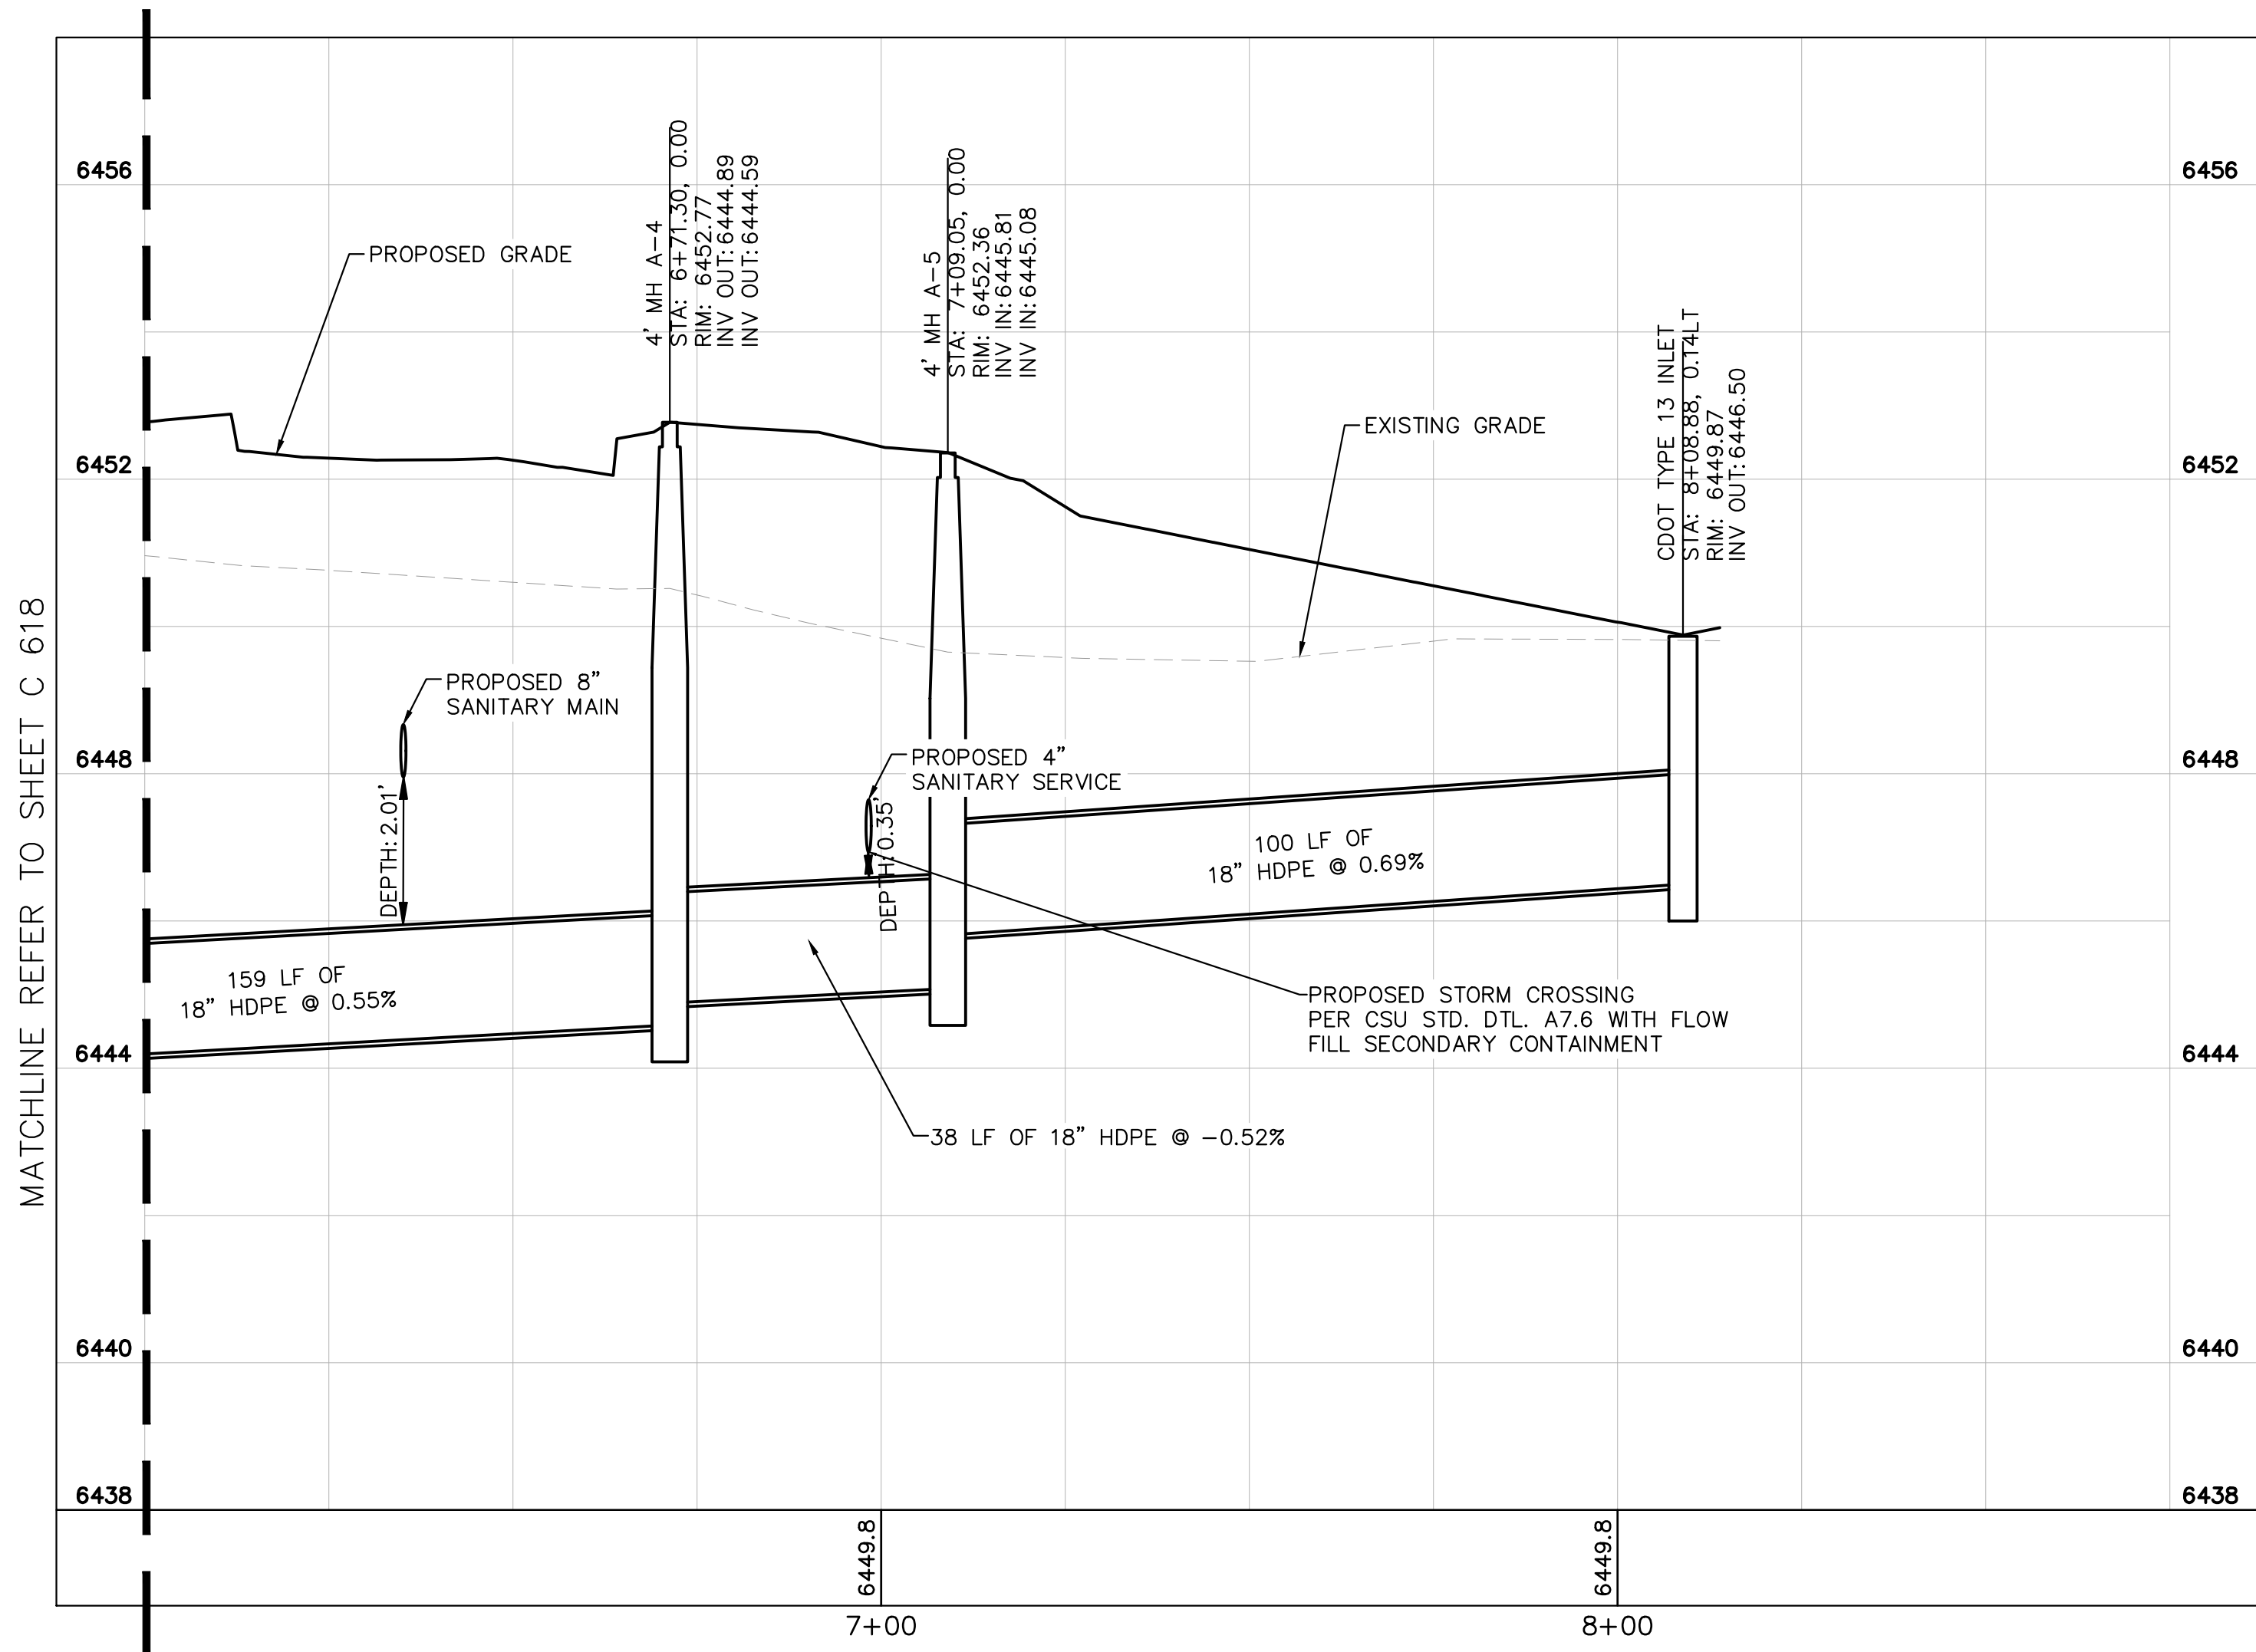 4' MH A-4
STA: 6+71.30, 0.00
RIM: 6452.77
INV OUT:6444.89
INV OUT:6444.59
4' MH A-5
STA: 7+09.05, 0.00
RIM: 6452.36
INV IN:6445.81
INV IN:6445.08
CDOT TYPE 13 INLET
STA: 8+08.88, 0.14LT
RIM: 6449.87
INV OUT:6446.50
6456
6456
PROPOSED GRADE
EXISTING GRADE
6452
6452
MATCHLINE REFER TO SHEET C 618
PROPOSED 8"
SANITARY MAIN
PROPOSED 4"
SANITARY SERVICE
6448
6448
DEPTH:2.01'
DEPTH:0.35'
100 LF OF
18" HDPE @ 0.69%
159 LF OF
18" HDPE @ 0.55%
PROPOSED STORM CROSSING
PER CSU STD. DTL. A7.6 WITH FLOW
FILL SECONDARY CONTAINMENT
6444
6444
38 LF OF 18" HDPE @ -0.52%
6440
6440
6438
6438
6449.8
6449.8
7+00
8+00